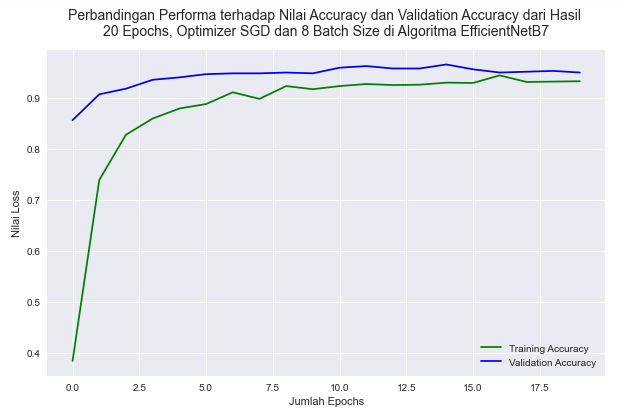 Perbandingan Performa terhadap Nilai Accuracy dan Validation Accuracy dari Hasil
20 Epochs, Optimizer SGD dan 8 Batch Size di Algoritma EfficientNetB7
Nilai Loss
0.9
0.8
0.7
0.6
0.5
0.4
Training Accuracy
Validation Accuracy
0.0 2.5 5.0 7.5 10.0 12.5 15.0 17.5
Jumlah Epochs